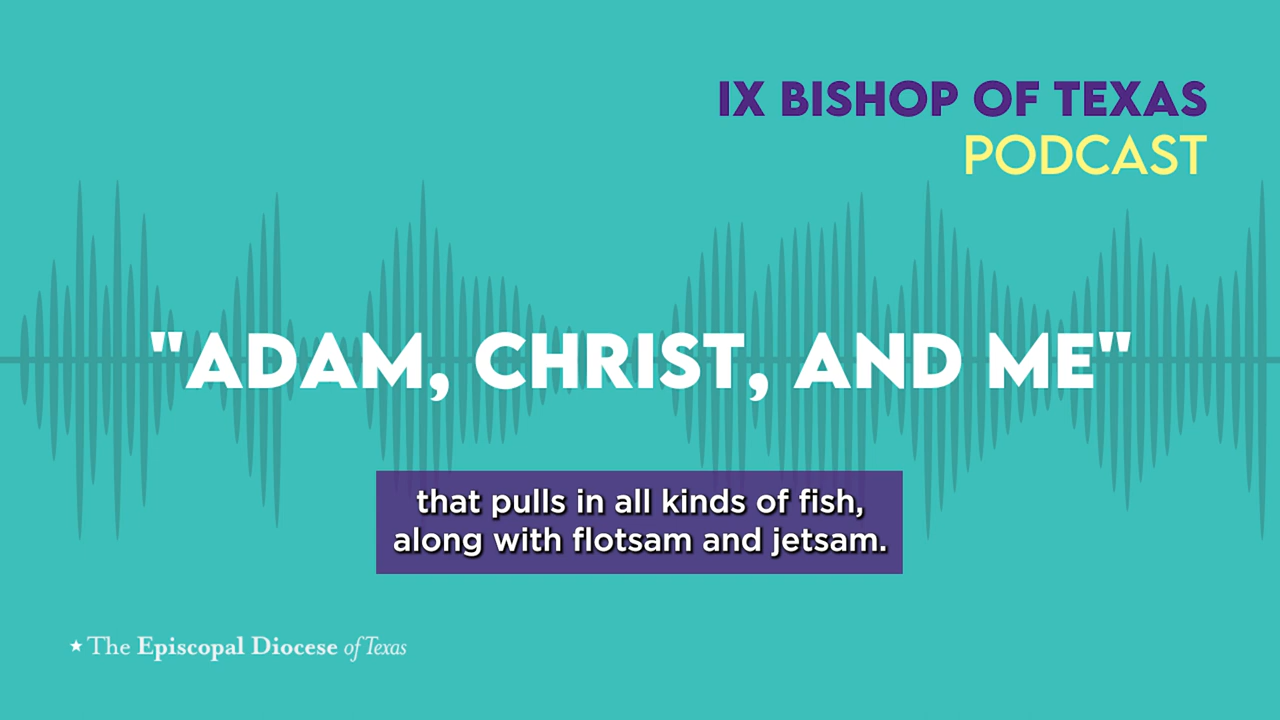 IX BISHOP OF TEXAS
PODCAST
"ADAM, CHRIST, AND ME"
that pulls in all kinds of fish,
along with flotsam and jetsam.
The Episcopal Diocese of Texas